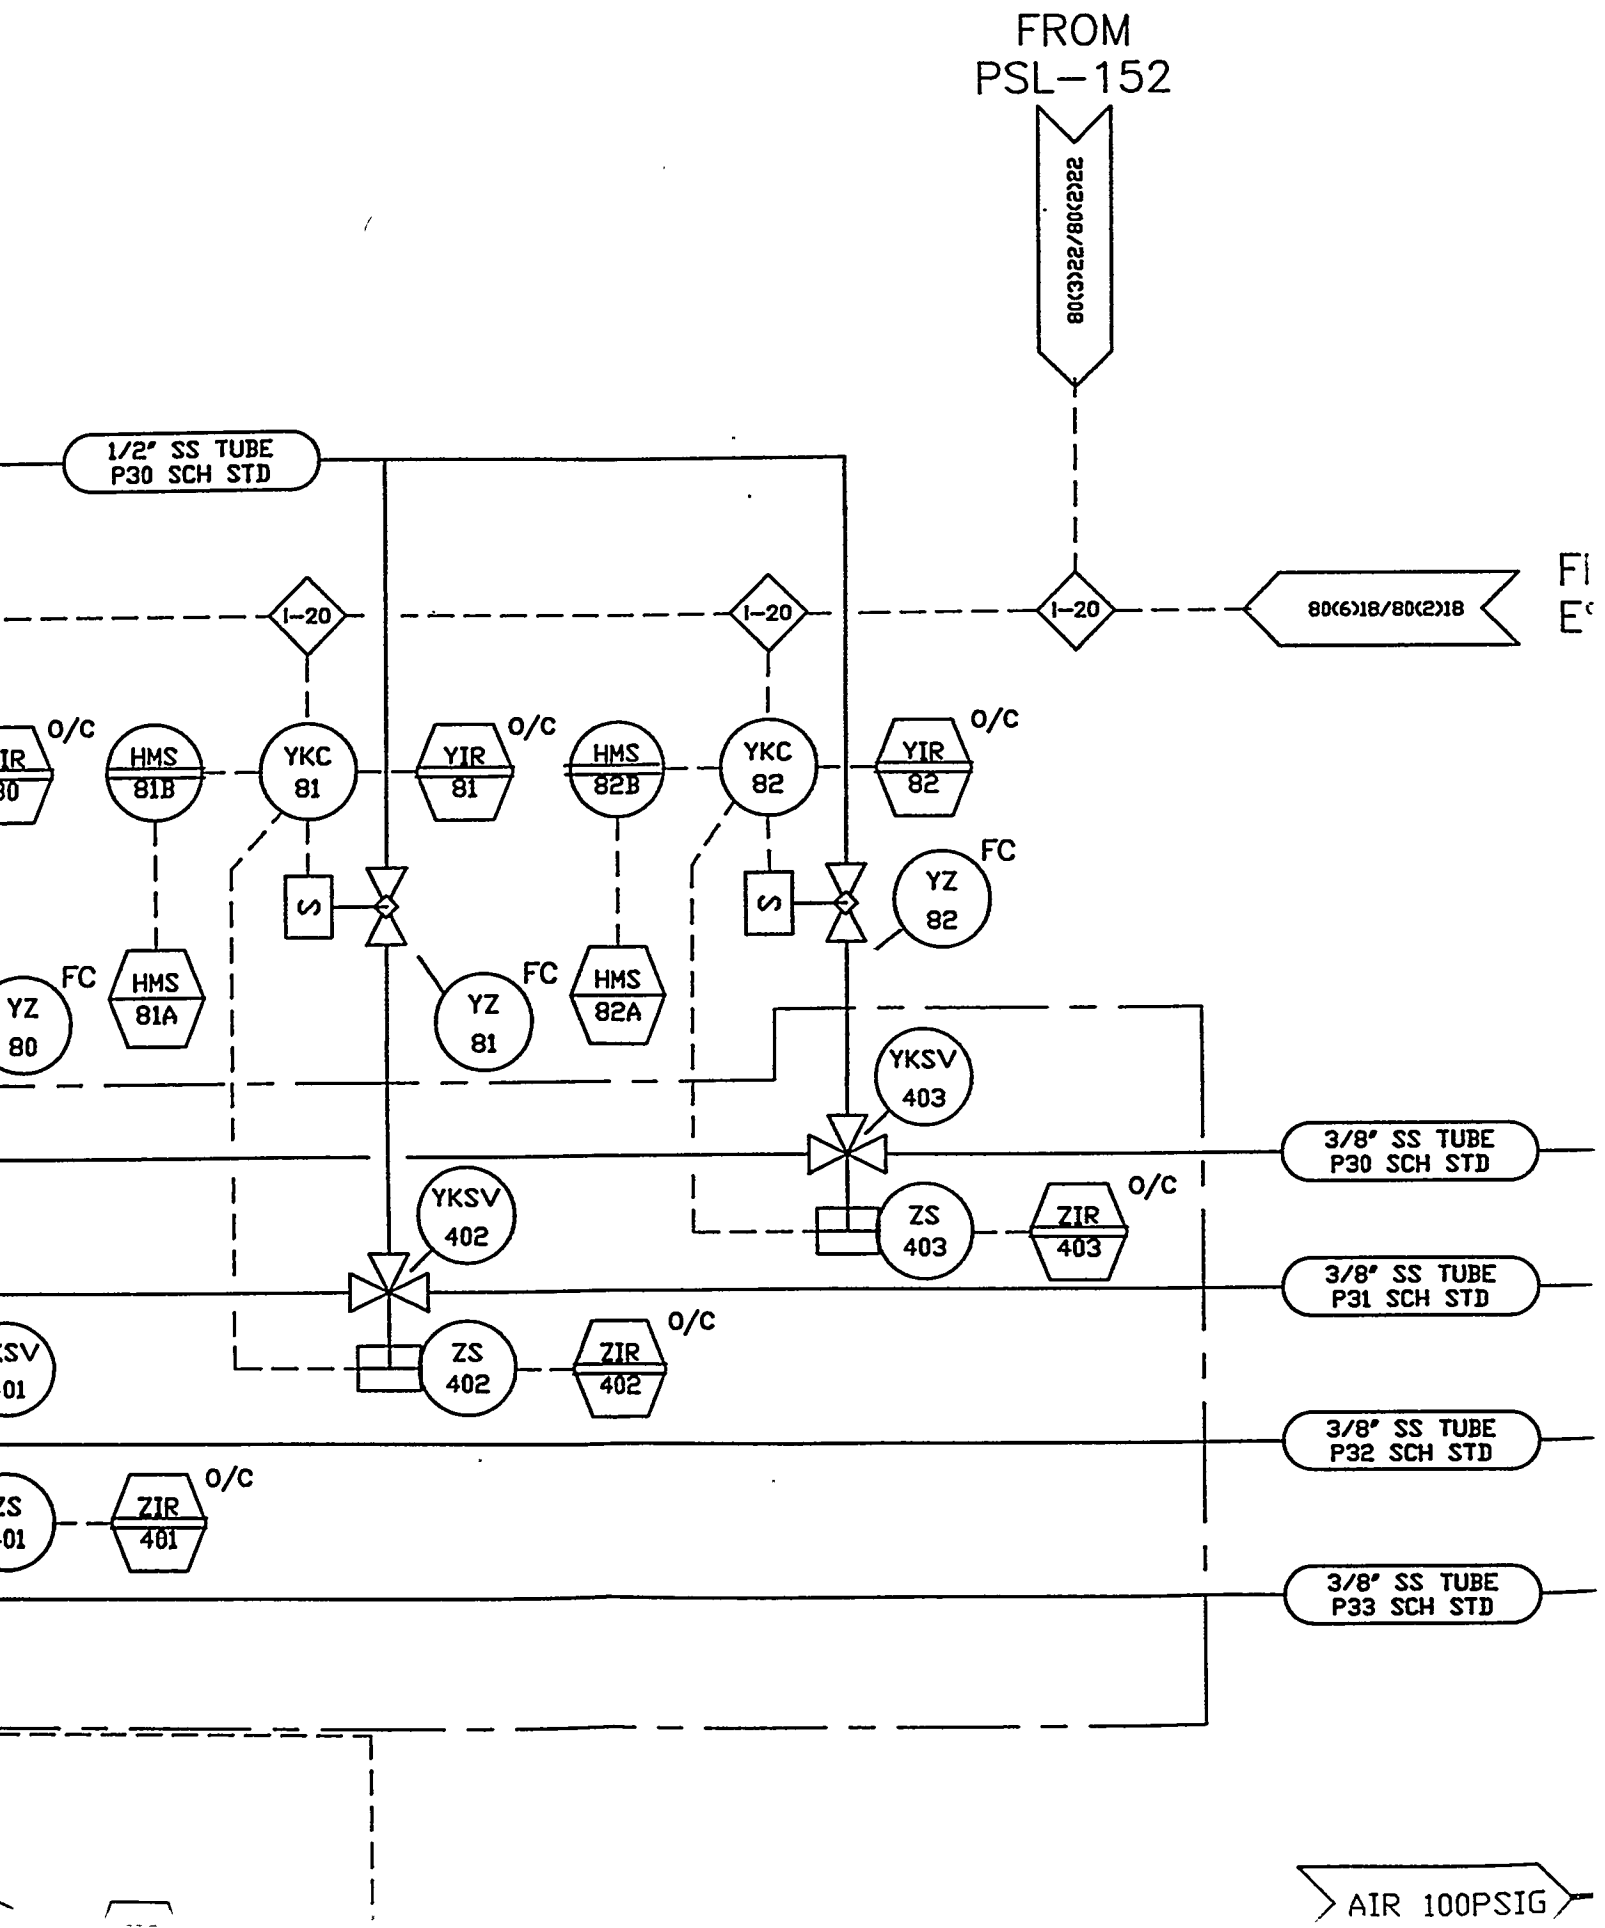 FROM
PSL-152
80(3)22/80(2)22
1/2" SS TUBE
P30 SCH STD
I-20
I-20
I-20
80(6)18/80(2)18
O/C
HMS
81B
YKC
81
YIR
81
O/C
HMS
82B
YKC
82
YIR
82
O/C
S
S
YZ
82
FC
YZ
80
FC
HMS
81A
YZ
81
FC
HMS
82A
YKSV
403
3/8" SS TUBE
P30 SCH STD
YKSV
402
ZS
403
ZIR
403
O/C
3/8" SS TUBE
P31 SCH STD
ZS
402
ZIR
402
O/C
3/8" SS TUBE
P32 SCH STD
ZIR
401
O/C
3/8" SS TUBE
P33 SCH STD
AIR 100PSIG